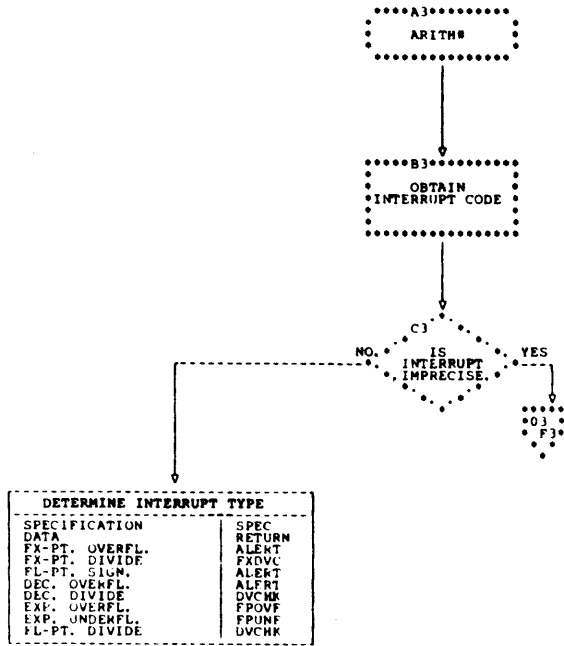 A3
ARITH#
B3
OBTAIN
INTERRUPT CODE
C3
IS
INTERRUPT
IMPRECISE.
NO.
YES
03
F3
DETERMINE INTERRUPT TYPE
SPECIFICATION SPEC
DATA RETURN
FX-PT. OVERFL. ALERT
FX-PT. DIVIDE FXDVC
FL-PT. SIGN. ALERT
DEC. OVERFL. ALERT
DEC. DIVIDE DVCHK
EXP. OVERFL. FPOVF
EXP. UNDERFL. FPUNF
FL-PT. DIVIDE DVCHK